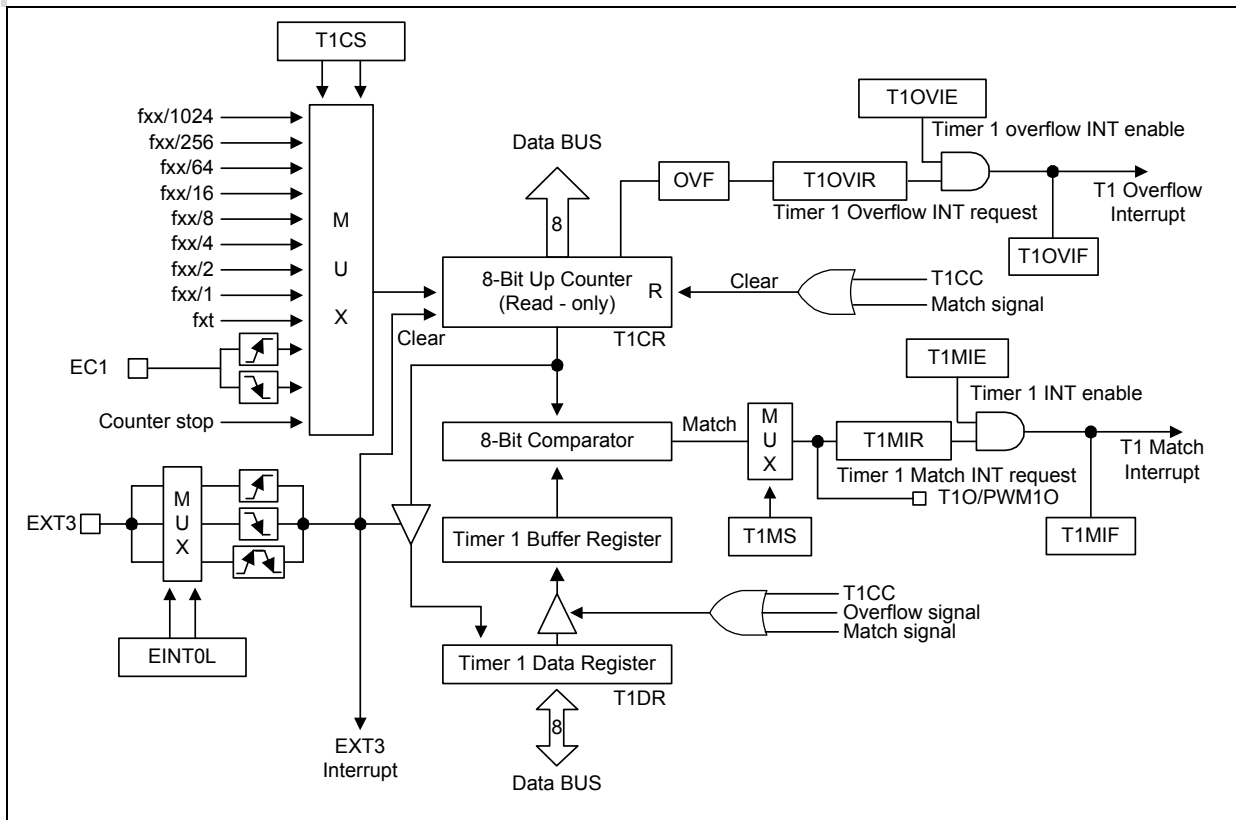 T1CS
fxx/1024
fxx/256
fxx/64
fxx/16
fxx/8
fxx/4
fxx/2
fxx/1
fxt
EC1
Counter stop
M
U
X
Data BUS
8
8-Bit Up Counter
(Read - only)
R
T1CR
Clear
OVF
T1OVIR
Timer 1 Overflow INT request
T1OVIE
Timer 1 overflow INT enable
T1 Overflow
Interrupt
T1OVIF
Clear
T1CC
Match signal
8-Bit Comparator
Match
M
U
X
T1MS
T1MIE
Timer 1 INT enable
T1MIR
Timer 1 Match INT request
T1O/PWM1O
T1 Match
Interrupt
T1MIF
EXT3
M
U
X
EINT0L
Timer 1 Buffer Register
T1CC
Overflow signal
Match signal
Timer 1 Data Register
T1DR
8
Data BUS
EXT3
Interrupt